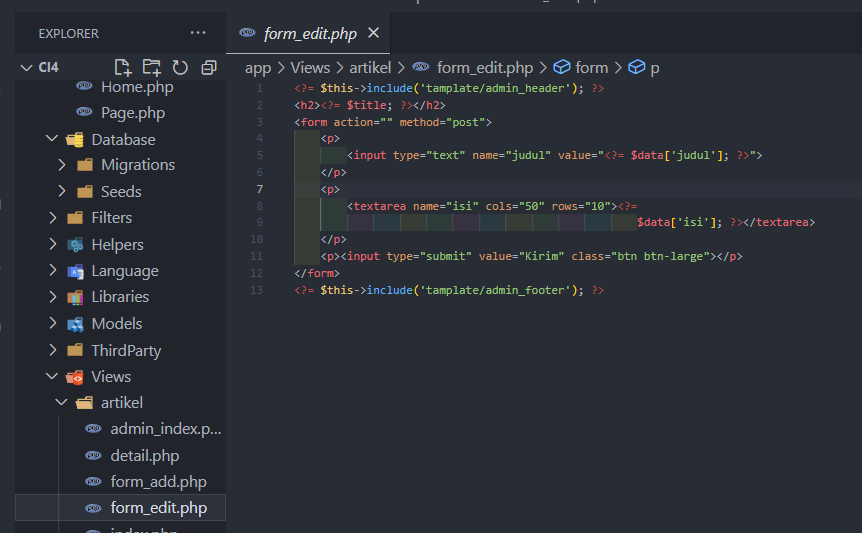 EXPLORER
···
form_edit.php
CI4
app > Views > artikel > form_edit.php > form > p
Home.php
Page.php
Database
Migrations
Seeds
Filters
Helpers
Language
Libraries
Models
ThirdParty
Views
artikel
admin_index.p...
detail.php
form_add.php
form_edit.php
index.php
1 <?= $this->include('tamplate/admin_header'); ?>
2 <h2><?= $title; ?></h2>
3 <form action="" method="post">
4 <p>
5 <input type="text" name="judul" value="<?= $data['judul']; ?>">
6 </p>
7 <p>
8 <textarea name="isi" cols="50" rows="10"><?=
9 $data['isi']; ?></textarea>
10 </p>
11 <p><input type="submit" value="Kirim" class="btn btn-large"></p>
12 </form>
13 <?= $this->include('tamplate/admin_footer'); ?>